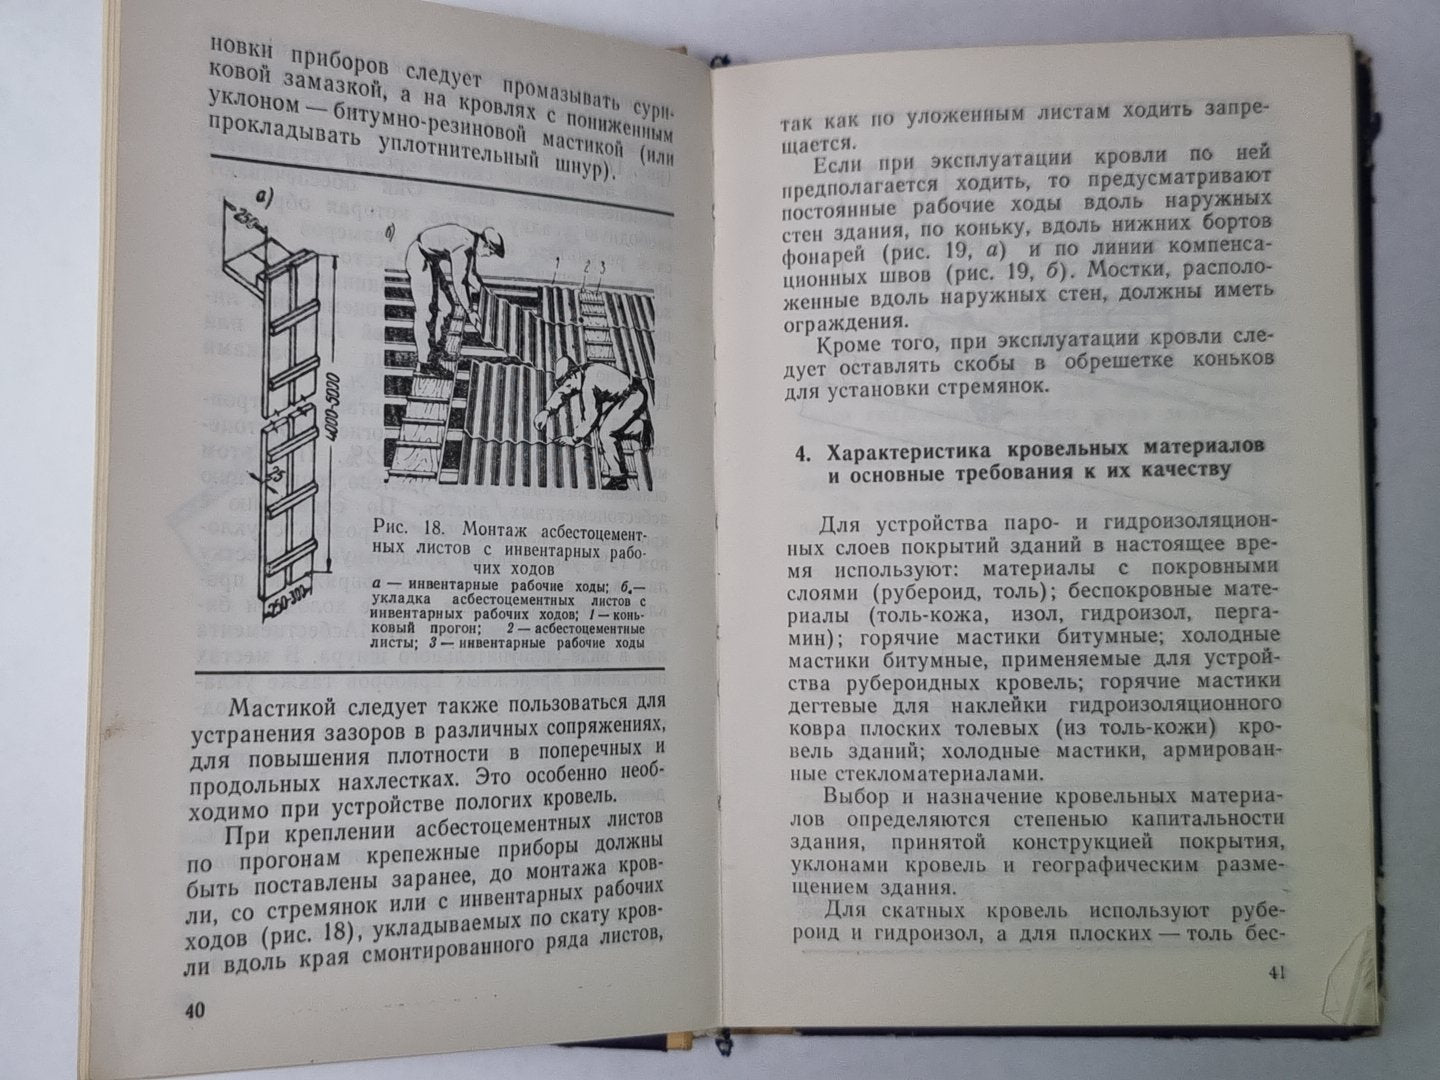 новки приборов следует промазывать сури-
ковой замазкой, а на кровлях с пониженным
уклоном — битумно-резиновой мастикой (или
прокладывать уплотнительный шнур).
а)
250
4000-5000
35
250-300
б)
1 2 3
Рис. 18. Монтаж асбестоцемент-
ных листов с инвентарных рабо-
чих ходов
а — инвентарные рабочие ходы; б —
укладка асбестоцементных листов с
инвентарных рабочих ходов; 1 — конь-
ковый прогон; 2 — асбестоцементные
листы; 3 — инвентарные рабочие ходы
Мастикой следует также пользоваться для
устранения зазоров в различных сопряжениях,
для повышения плотности в поперечных и
продольных нахлестках. Это особенно необ-
ходимо при устройстве пологих кровель.
При креплении асбестоцементных листов
по прогонам крепежные приборы должны
быть поставлены заранее, до монтажа кров-
ли, со стремянок или с инвентарных рабочих
ходов (рис. 18), укладываемых по скату кров-
ли вдоль края смонтированного ряда листов,
40
так как по уложенным листам ходить запре-
щается.
Если при эксплуатации кровли по ней
предполагается ходить, то предусматривают
постоянные рабочие ходы вдоль наружных
стен здания, по коньку, вдоль нижних бортов
фонарей (рис. 19, а) и по линии компенса-
ционных швов (рис. 19, б). Мостки, располо-
женные вдоль наружных стен, должны иметь
ограждения.
Кроме того, при эксплуатации кровли сле-
дует оставлять скобы в обрешетке коньков
для установки стремянок.
4. Характеристика кровельных материалов
и основные требования к их качеству
Для устройства паро- и гидроизоляцион-
ных слоев покрытий зданий в настоящее вре-
мя используют: материалы с покровными
слоями (рубероид, толь); беспокровные мате-
риалы (толь-кожа, изол, гидроизол, перга-
мин); горячие мастики битумные; холодные
мастики битумные, применяемые для устрой-
ства рубероидных кровель; горячие мастики
дегтевые для наклейки гидроизоляционного
ковра плоских толевых (из толь-кожи) кро-
вель зданий; холодные мастики, армирован-
ные стекломатериалами.
Выбор и назначение кровельных материа-
лов определяются степенью капитальности
здания, принятой конструкцией покрытия,
уклонами кровель и географическим разме-
щением здания.
Для скатных кровель используют рубе-
роид и гидроизол, а для плоских — толь бес-
41